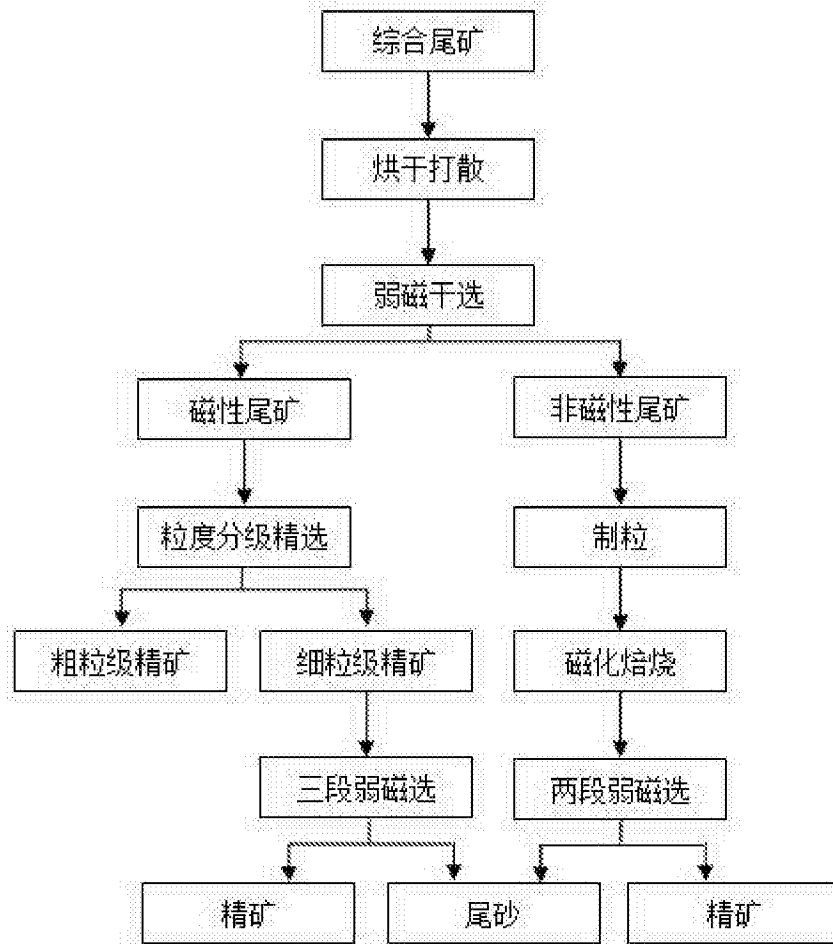 综合尾矿
烘干打散
弱磁干选
磁性尾矿
非磁性尾矿
粒度分级精选
制粒
粗粒级精矿
细粒级精矿
磁化焙烧
三段弱磁选
两段弱磁选
精矿
尾砂
精矿